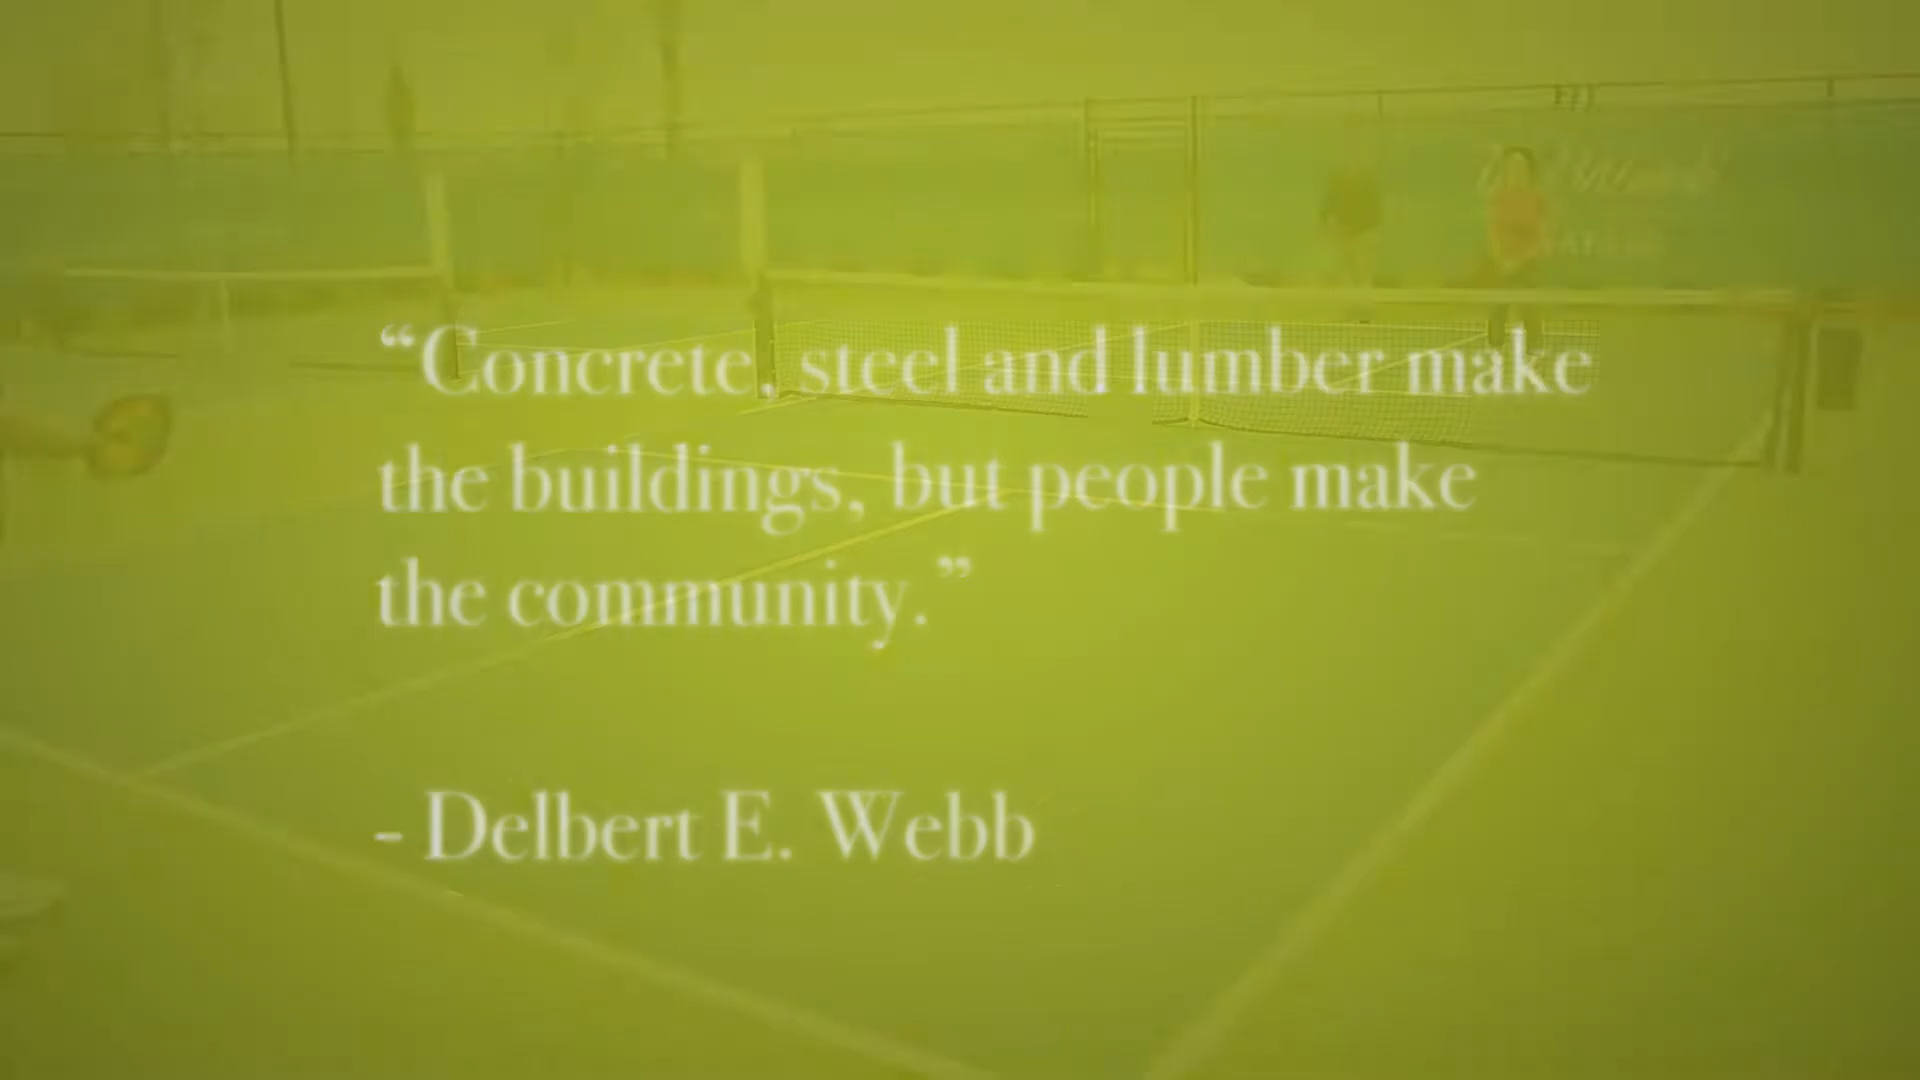 “Concrete, steel and lumber make
the buildings, but people make
the community.”
- Delbert E. Webb